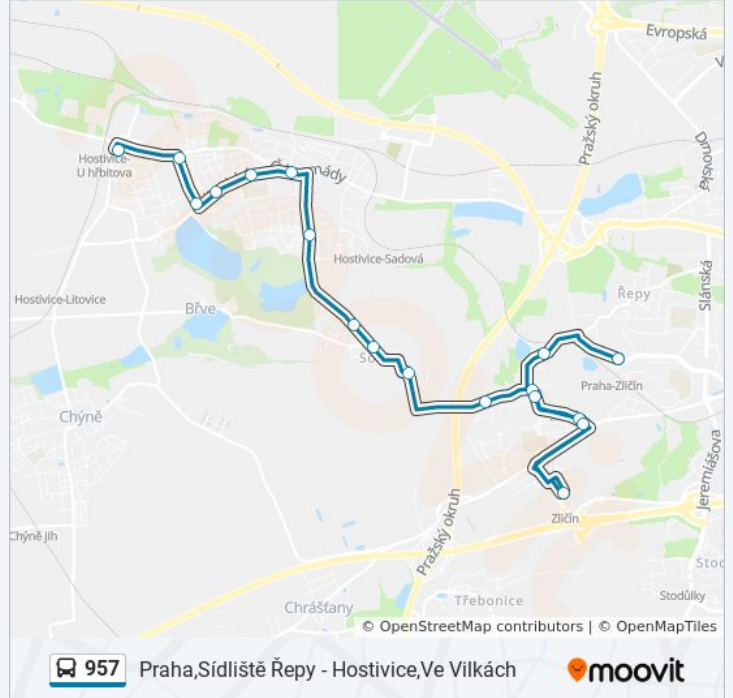 Evropská
Pražský okruh
Drnovská
Hostivice-
U hřbitova
Hostivice-Sadová
Řepy
Slánská
Hostivice-Litovice
Břve
Praha-Zličín
Chýně
Jeremiášova
Zličín
Chýně jih
Pražský okruh
Stodůlky
Třebonice
Chrášťany
© OpenStreetMap contributors | © OpenMapTiles
957 Praha,Sídliště Řepy - Hostivice,Ve Vilkách moovit